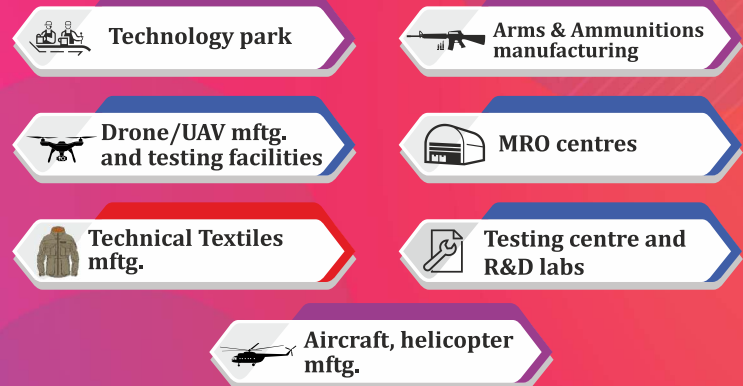 Technology park
Arms & Ammunitions
manufacturing
Drone/UAV mftg.
and testing facilities
MRO centres
Technical Textiles
mftg.
Testing centre and
R&D labs
Aircraft, helicopter
mftg.